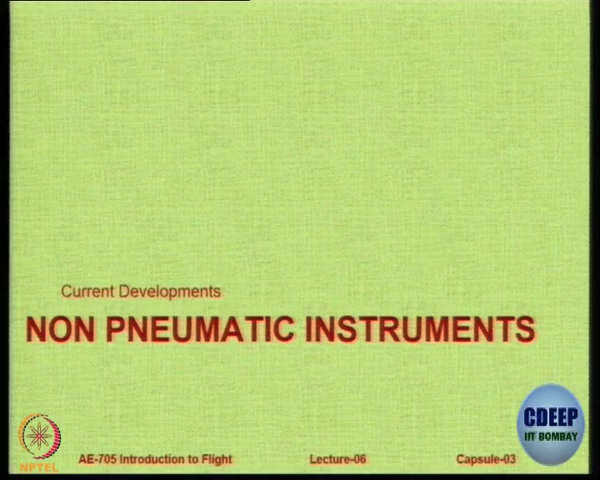 Current Developments
NON PNEUMATIC INSTRUMENTS
CDEEP
IIT BOMBAY
NPTEL
AE-705 Introduction to Flight Lecture-06 Capsule-03